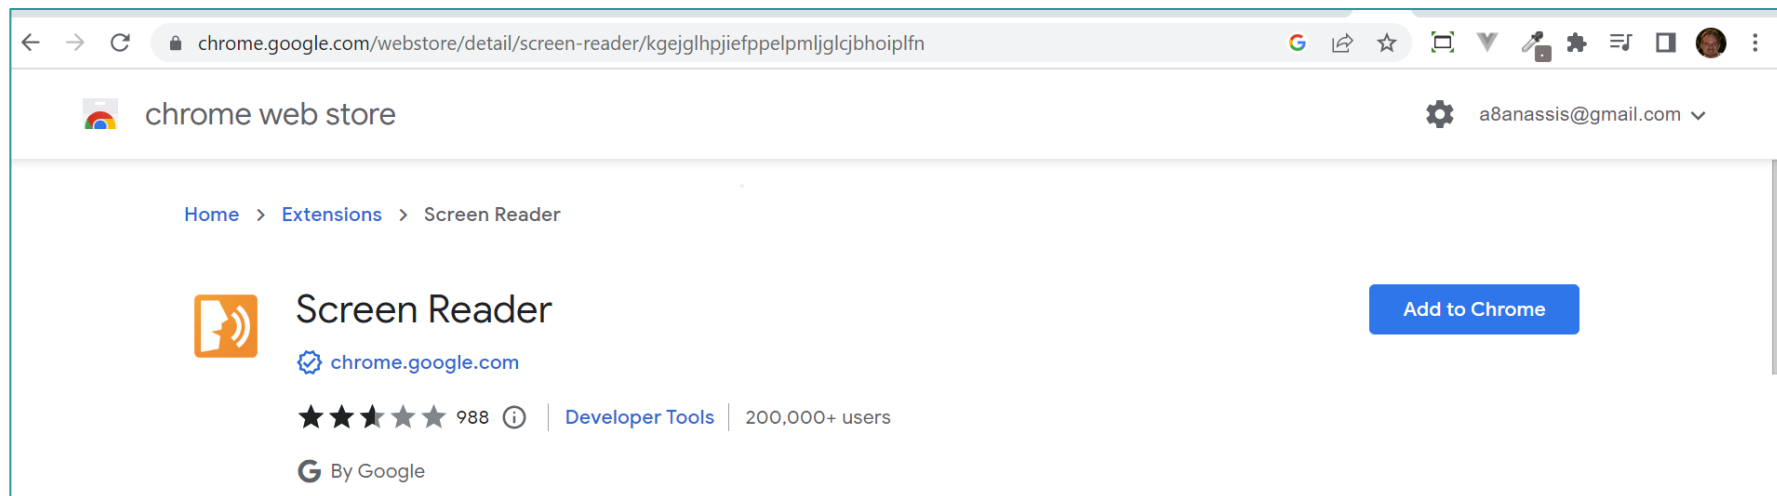 chrome.google.com/webstore/detail/screen-reader/kgejglhpjiefppelpmljglcjbhoiplfn
chrome web store
a8anassis@gmail.com
Home > Extensions > Screen Reader
Screen Reader
Add to Chrome
chrome.google.com
988 | Developer Tools | 200,000+ users
G By Google